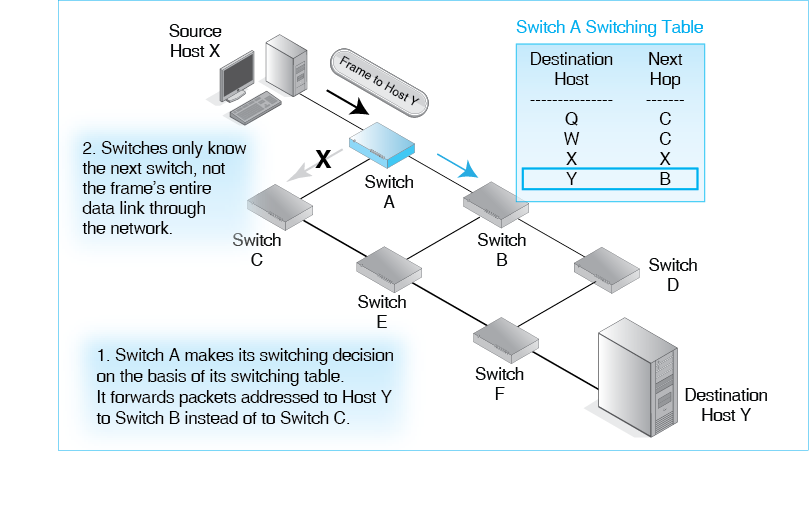 Source
Host X
Frame to Host Y
Switch A Switching Table
Destination Next
Host Hop
--------------- -------
Q C
W C
X X
Y B
2. Switches only know
the next switch, not
the frame's entire
data link through
the network.
X
Switch
A
Switch
C
Switch
B
Switch
D
Switch
E
1. Switch A makes its switching decision
on the basis of its switching table.
It forwards packets addressed to Host Y
to Switch B instead of to Switch C.
Switch
F
Destination
Host Y